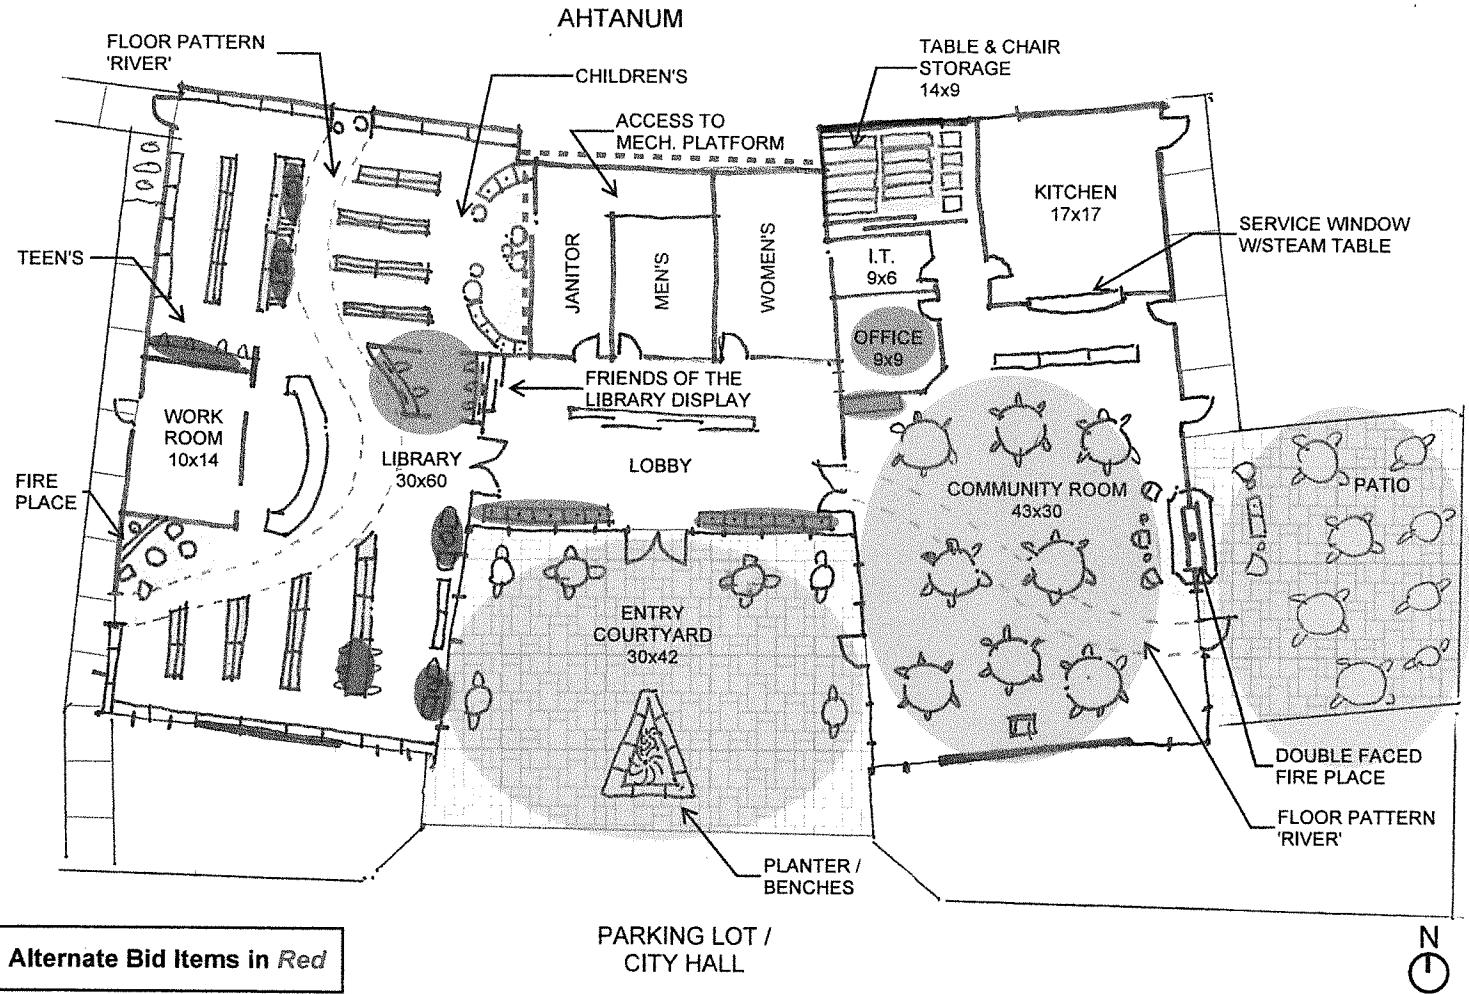 AHTANUM
FLOOR PATTERN
'RIVER'
CHILDREN'S
ACCESS TO
MECH. PLATFORM
TABLE & CHAIR
STORAGE
14x9
KITCHEN
17x17
SERVICE WINDOW
W/STEAM TABLE
TEEN'S
JANITOR
MEN'S
WOMEN'S
I.T.
9x6
OFFICE
9x9
FRIENDS OF THE
LIBRARY DISPLAY
WORK
ROOM
10x14
LIBRARY
30x60
LOBBY
FIRE
PLACE
COMMUNITY ROOM
43x30
PATIO
ENTRY
COURTYARD
30x42
DOUBLE FACED
FIRE PLACE
FLOOR PATTERN
'RIVER'
PLANTER /
BENCHES
PARKING LOT /
CITY HALL
Alternate Bid Items in Red
N